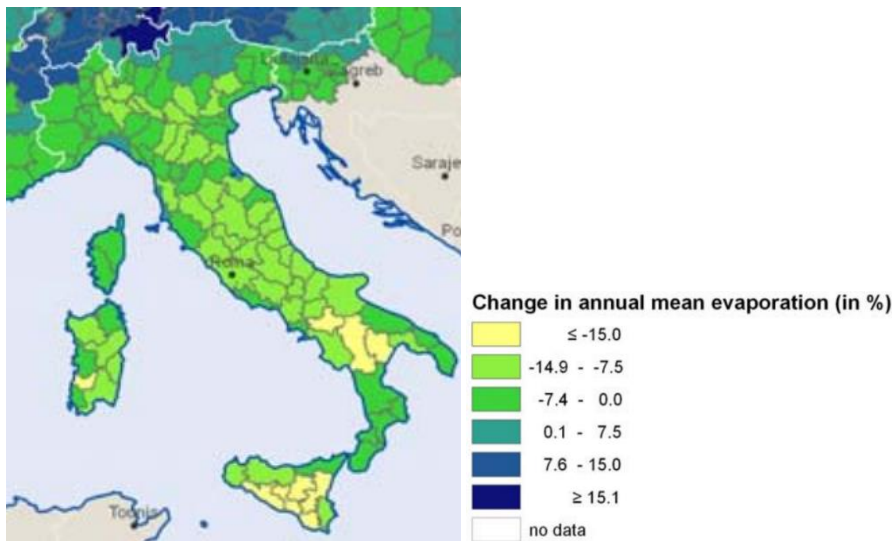 Ljubljana
Zagreb
Saraje
Po
Roma
Tounis
Change in annual mean evaporation (in %)
≤ -15.0
-14.9 - -7.5
-7.4 - 0.0
0.1 - 7.5
7.6 - 15.0
≥ 15.1
no data